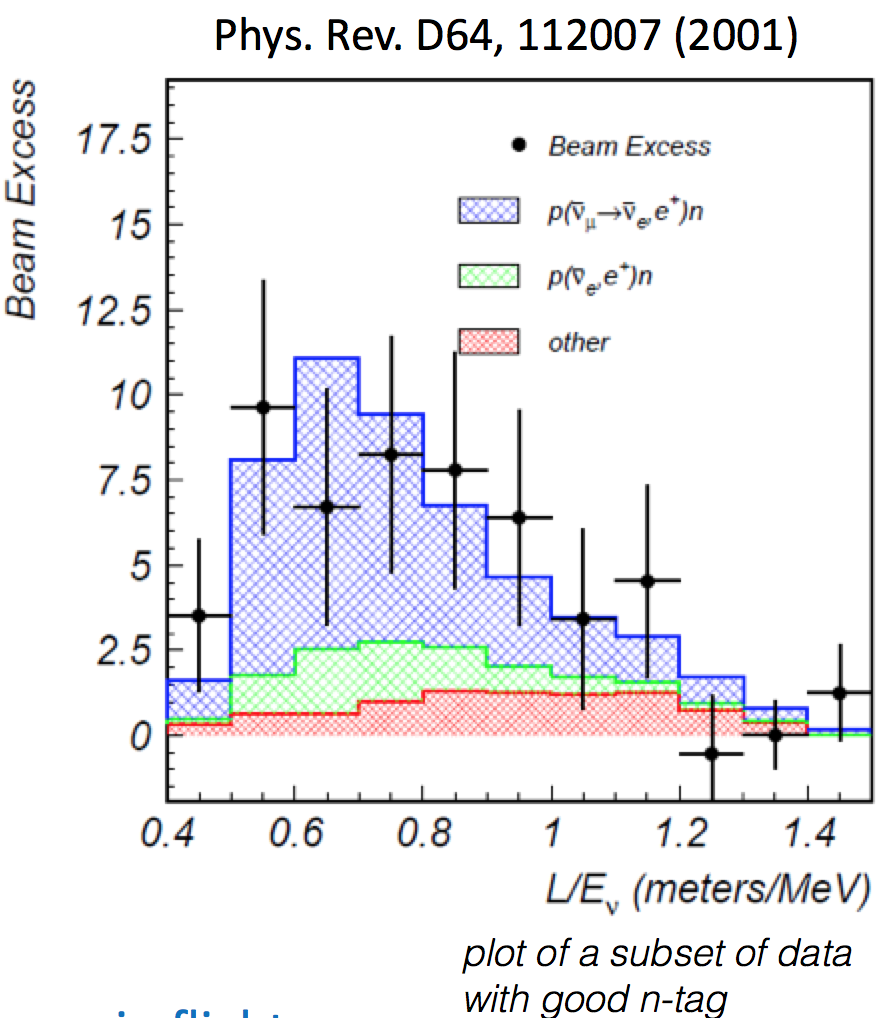 Phys. Rev. D64, 112007 (2001)
Beam Excess
17.5
15
12.5
10
7.5
5
2.5
0
Beam Excess
p(ν̄μ→ν̄e,e⁺)n
p(ν̄e,e⁺)n
other
0.4 0.6 0.8 1 1.2 1.4
L/Eν (meters/MeV)
plot of a subset of data
with good n-tag